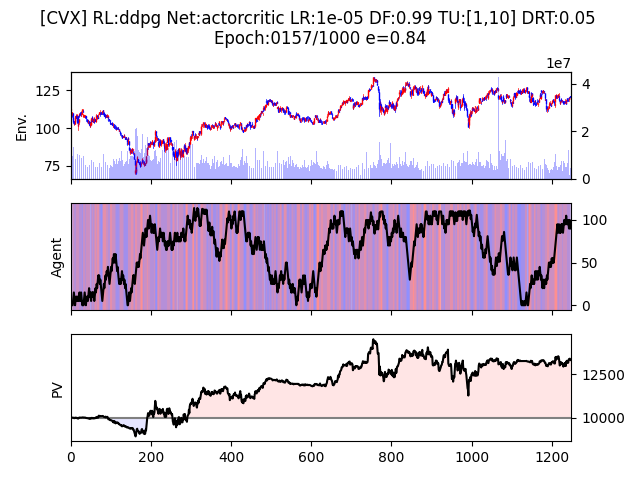 [CVX] RL:ddpg Net:actorcritic LR:1e-05 DF:0.99 TU:[1,10] DRT:0.05
Epoch:0157/1000 e=0.84
1e7
125
100
75
Env.
4
2
0
Agent
100
50
0
PV
12500
10000
0 200 400 600 800 1000 1200